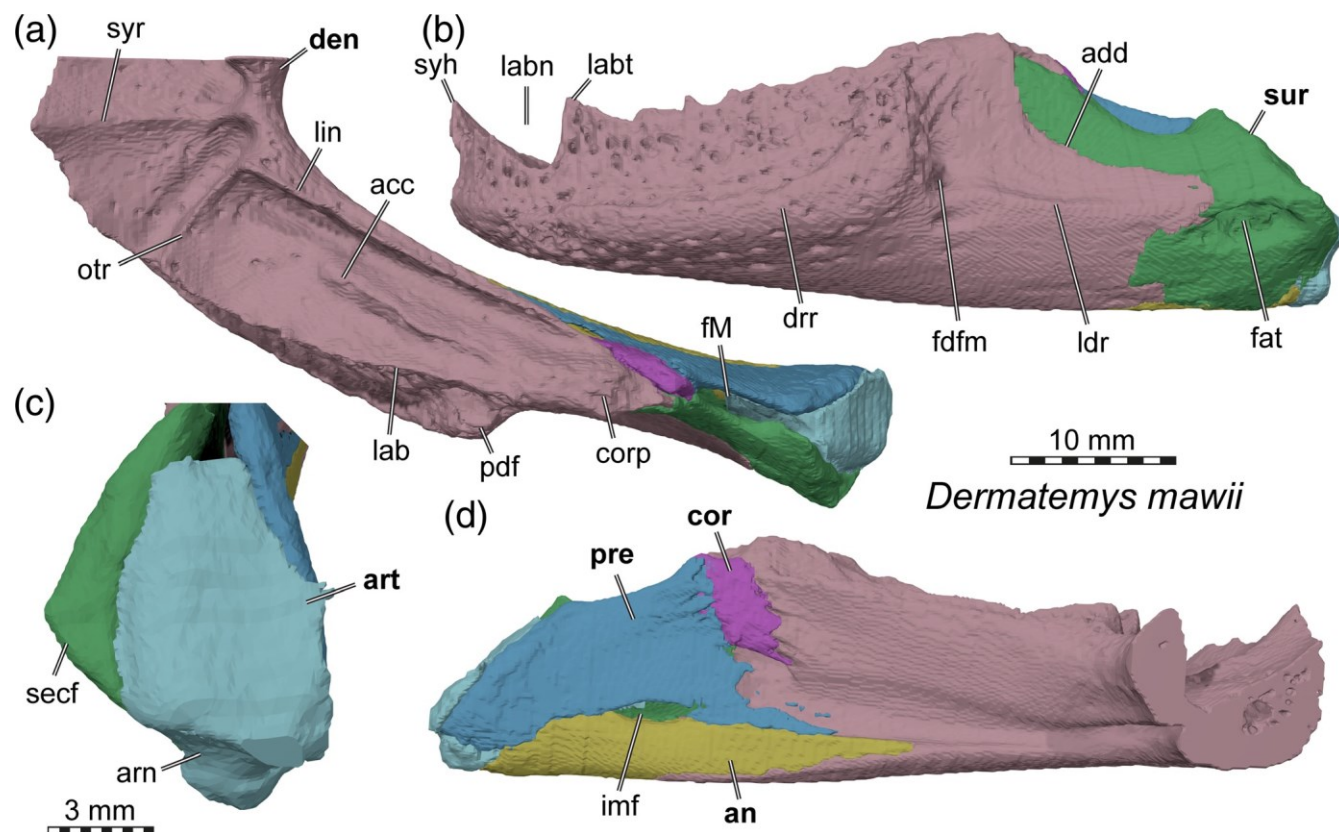 (a)
syr
den
lin
acc
otr
fM
lab
pdf
corp
(b)
syh
labn
labt
add
sur
drr
fdfm
ldr
fat
10 mm
Dermatemys mawii
(c)
art
secf
arn
3 mm
(d)
cor
pre
imf
an